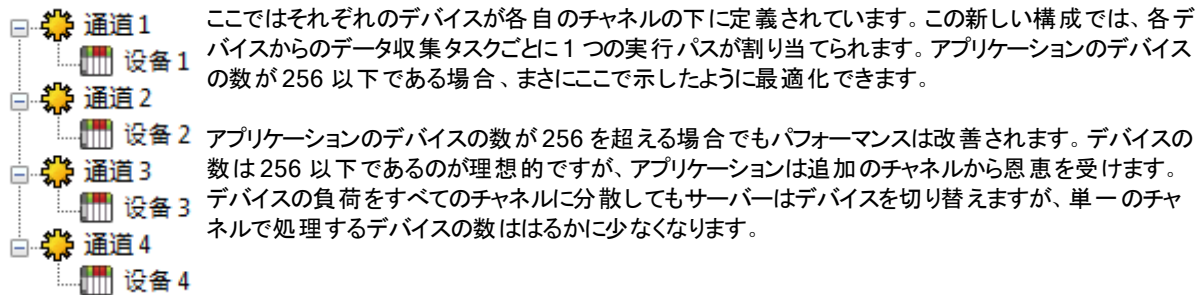 通道1
设备1
通道2
设备2
通道3
设备3
通道4
设备4
ここではそれぞれのデバイスが各自のチャネルの下に定義されています。この新しい構成では、各デ
バイスからのデータ収集タスクごとに1つの実行パスが割り当てられます。アプリケーションのデバイス
の数が256 以下である場合、まさにここで示したように最適化できます。
アプリケーションのデバイスの数が256 を超える場合でもパフォーマンスは改善されます。デバイスの
数は256 以下であるのが理想的ですが、アプリケーションは追加のチャネルから恩恵を受けます。
デバイスの負荷をすべてのチャネルに分散してもサーバーはデバイスを切り替えますが、単一のチャ
ネルで処理するデバイスの数ははるかに少なくなります。